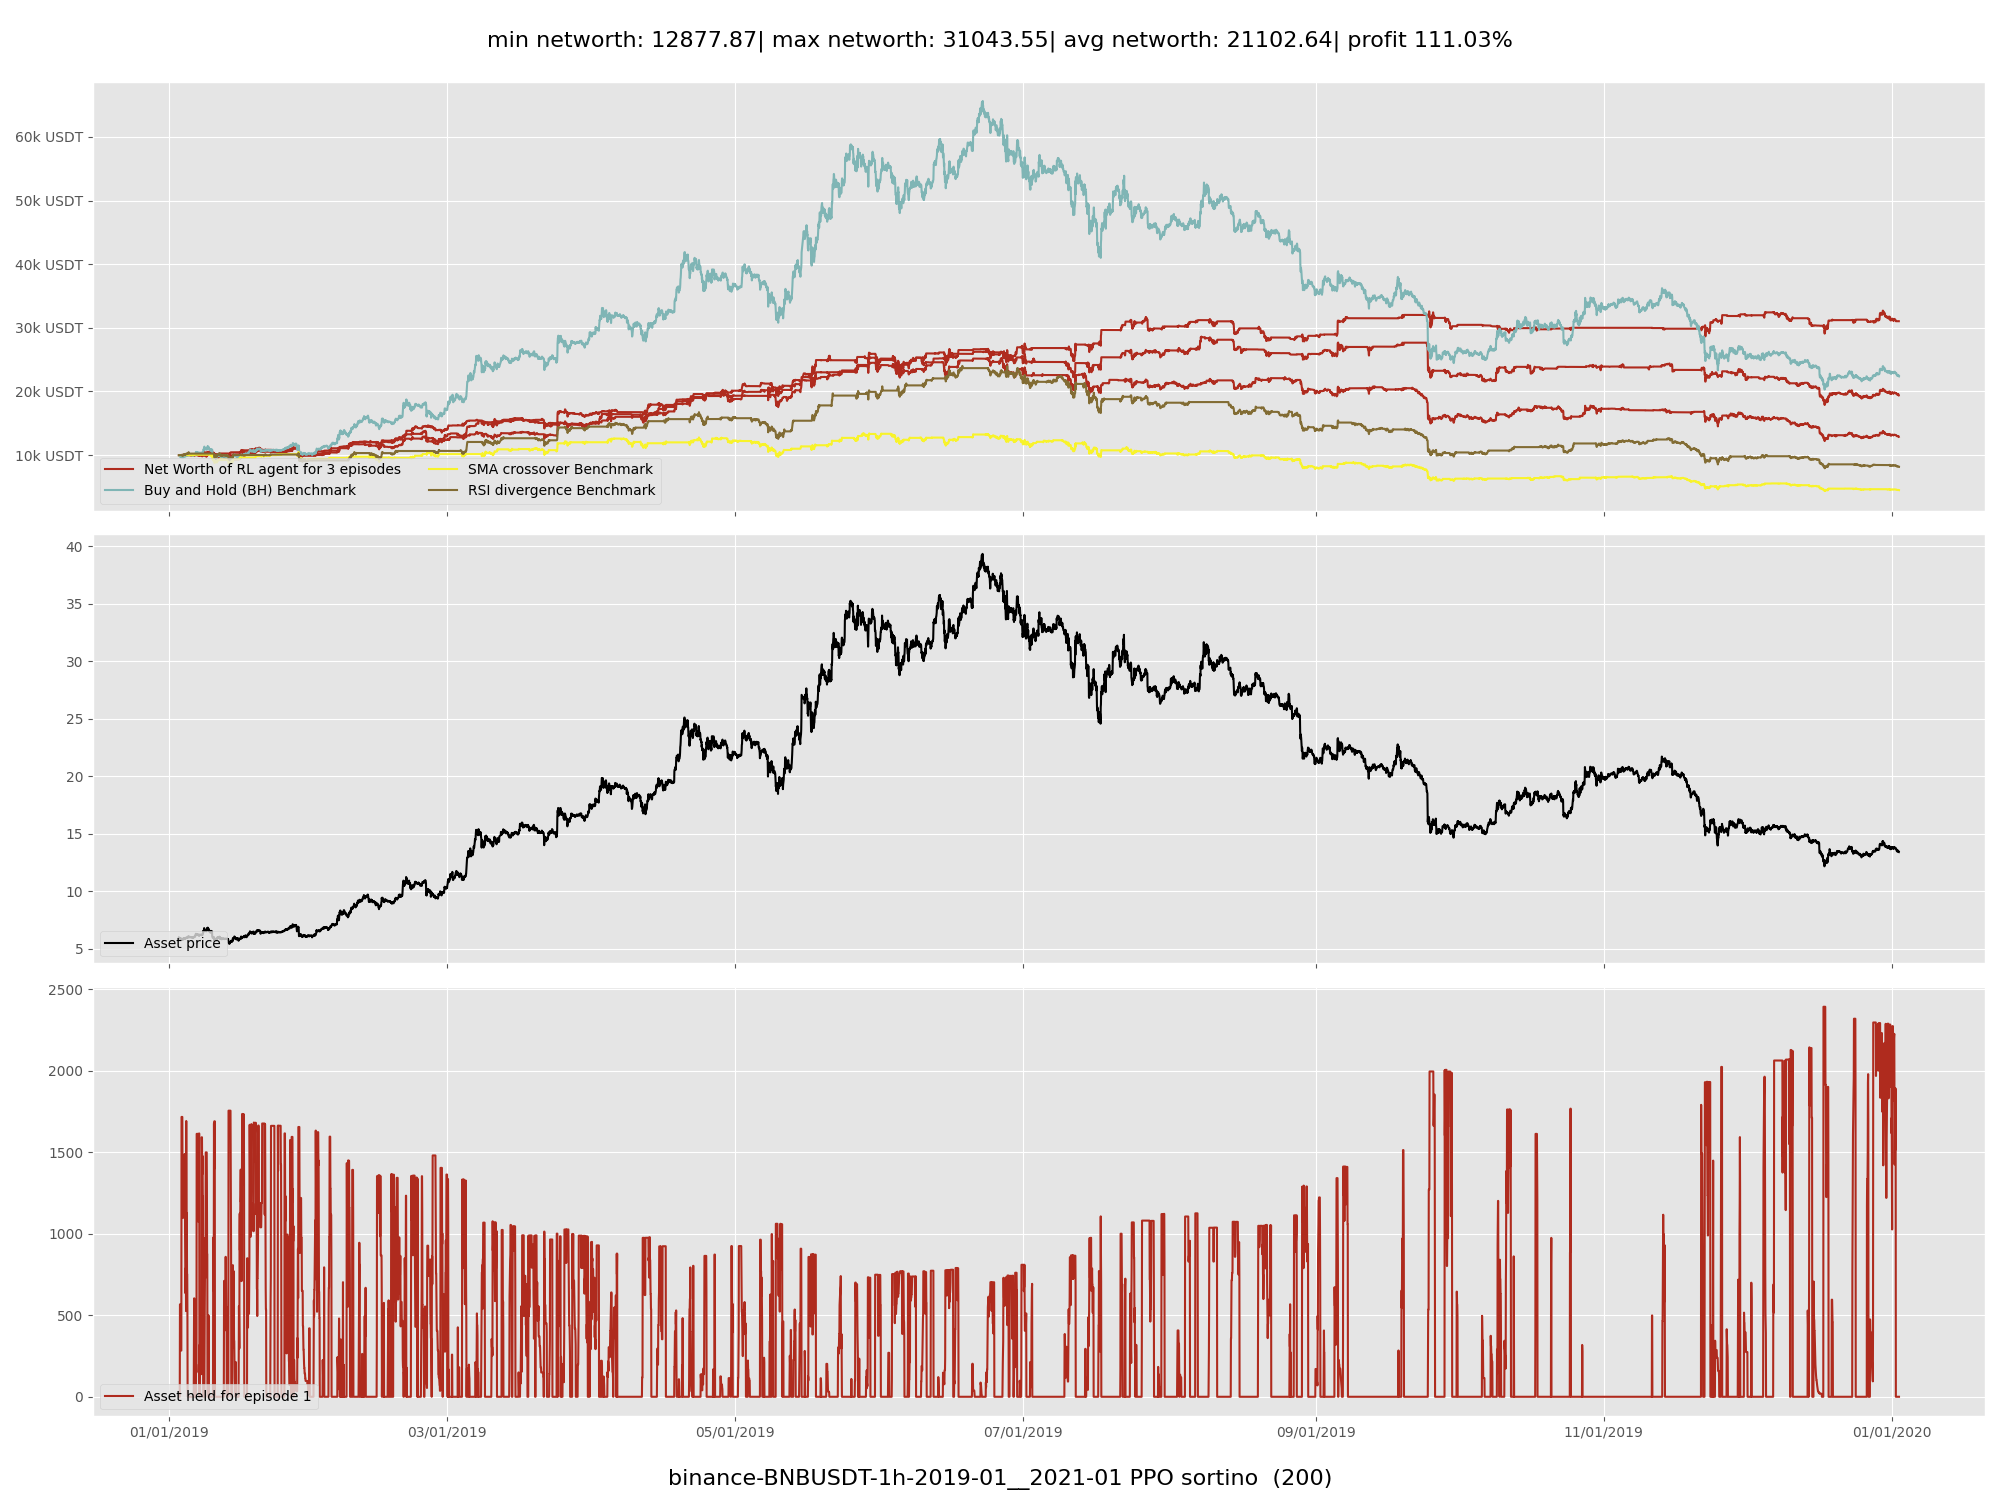 min networth: 12877.87| max networth: 31043.55| avg networth: 21102.64| profit 111.03%
60k USDT
50k USDT
40k USDT
30k USDT
20k USDT
10k USDT
Net Worth of RL agent for 3 episodes
Buy and Hold (BH) Benchmark
SMA crossover Benchmark
RSI divergence Benchmark
40
35
30
25
20
15
10
5
Asset price
2500
2000
1500
1000
500
0
Asset held for episode 1
01/01/2019 03/01/2019 05/01/2019 07/01/2019 09/01/2019 11/01/2019 01/01/2020
binance-BNBUSDT-1h-2019-01__2021-01 PPO sortino  (200)